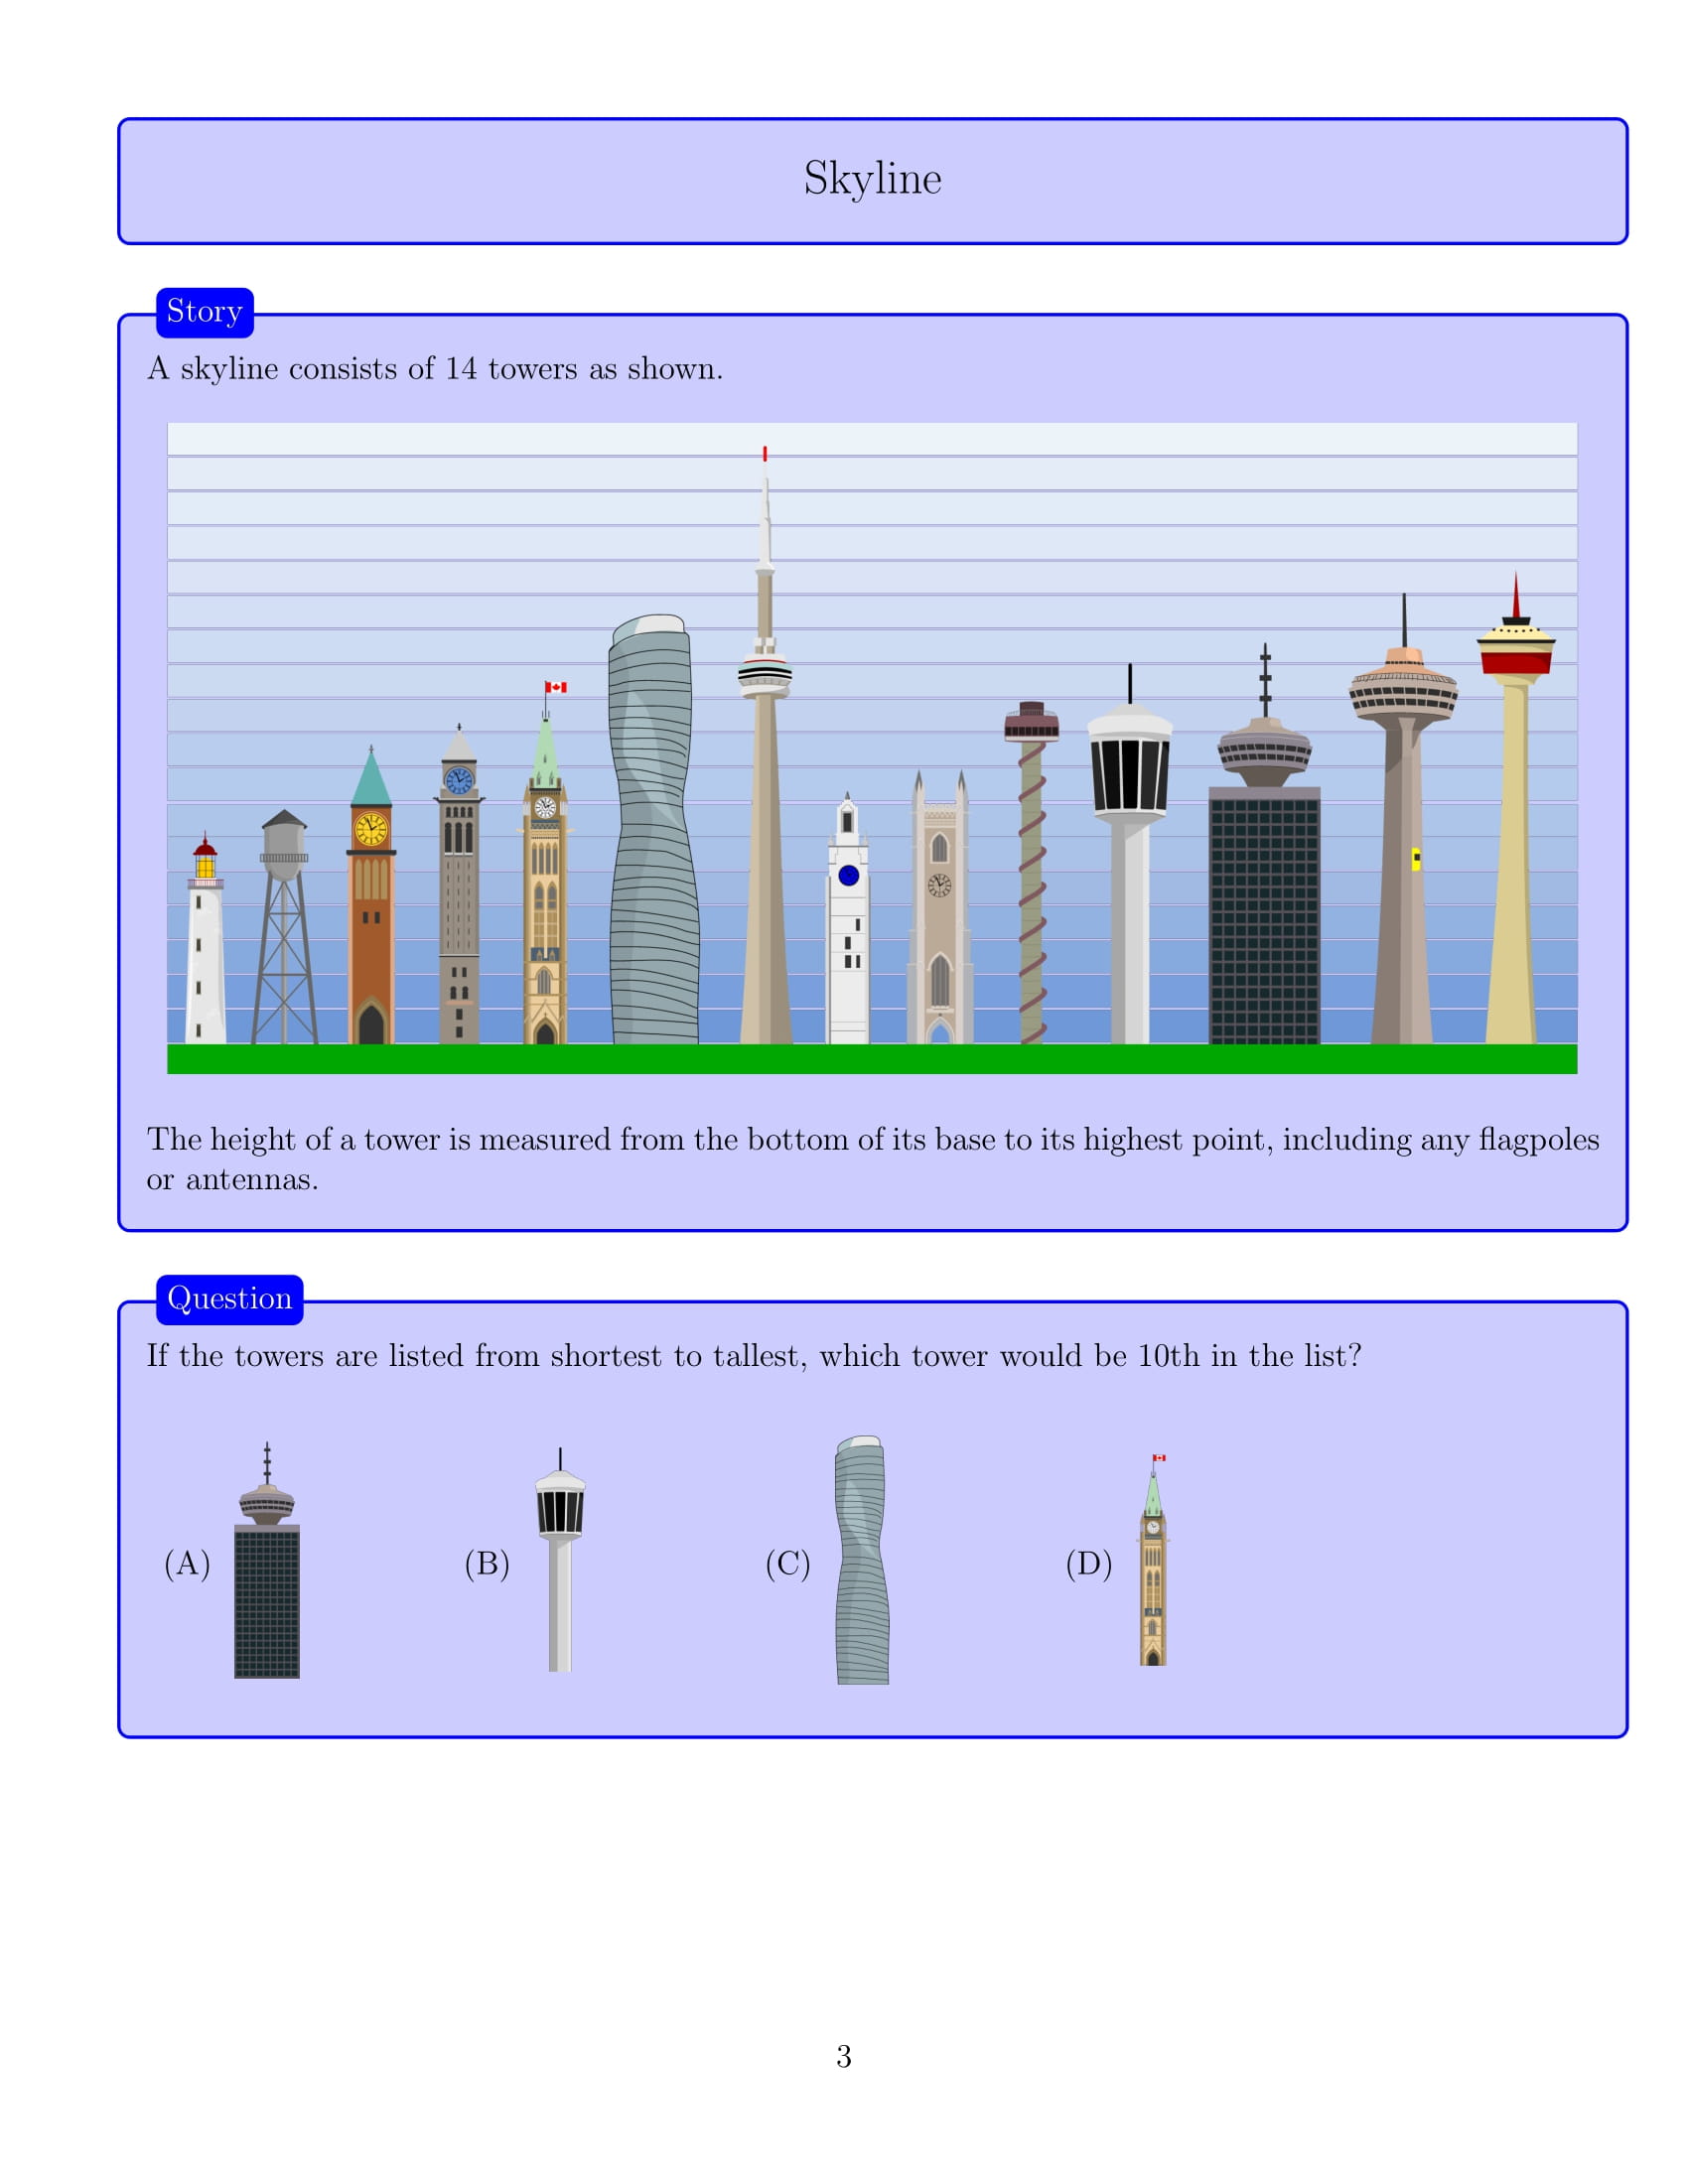 Skyline
Story
A skyline consists of 14 towers as shown.
The height of a tower is measured from the bottom of its base to its highest point, including any flagpoles
or antennas.
Question
If the towers are listed from shortest to tallest, which tower would be 10th in the list?
(A) (B) (C) (D)
3